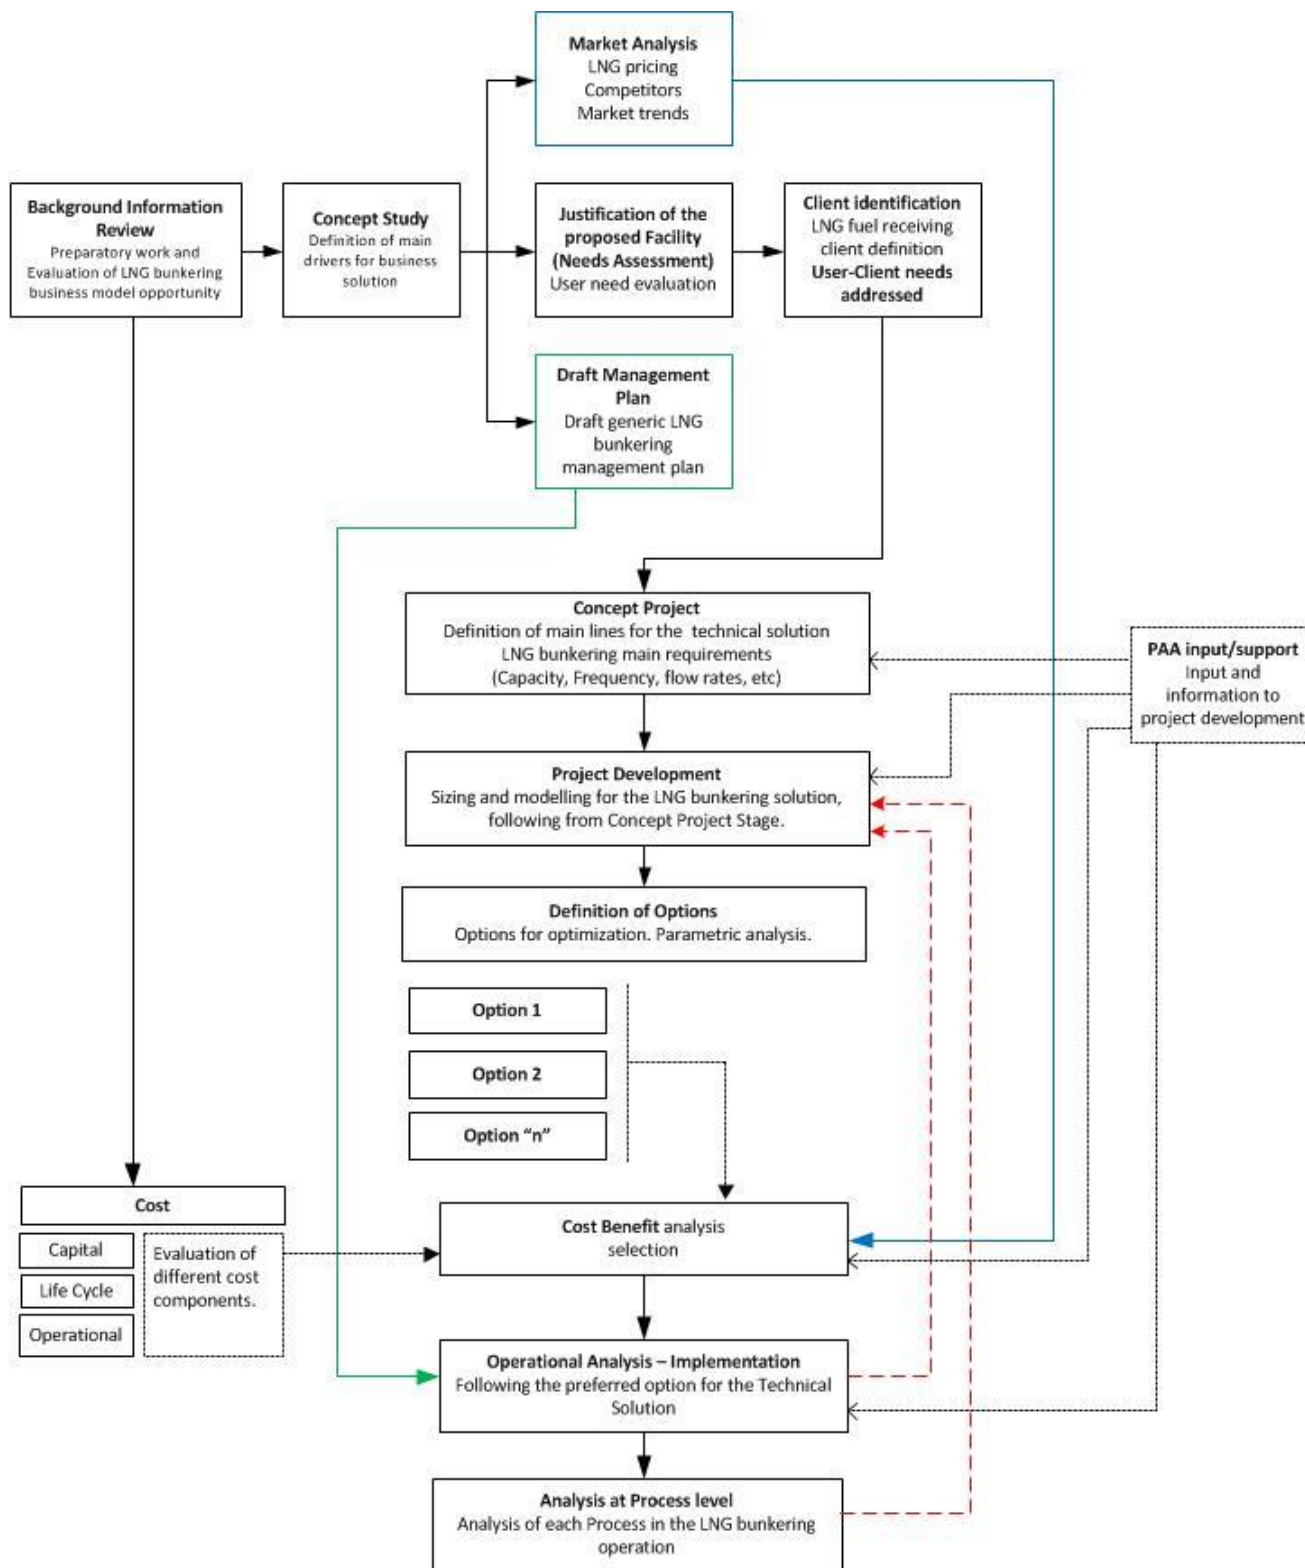 Market Analysis
LNG pricing
Competitors
Market trends
Background Information
Review
Preparatory work and
Evaluation of LNG bunkering
business model opportunity
Concept Study
Definition of main
drivers for business
solution
Justification of the
proposed Facility
(Needs Assessment)
User need evaluation
Client identification
LNG fuel receiving
client definition
User-Client needs
addressed
Draft Management
Plan
Draft generic LNG
bunkering
management plan
Concept Project
Definition of main lines for the technical solution
LNG bunkering main requirements
(Capacity, Frequency, flow rates, etc)
PAA input/support
Input and
information to
project development
Project Development
Sizing and modelling for the LNG bunkering solution,
following from Concept Project Stage.
Definition of Options
Options for optimization. Parametric analysis.
Option 1
Option 2
Option “n”
Cost
Capital
Life Cycle
Operational
Evaluation of
different cost
components.
Cost Benefit analysis
selection
Operational Analysis – Implementation
Following the preferred option for the Technical
Solution
Analysis at Process level
Analysis of each Process in the LNG bunkering
operation